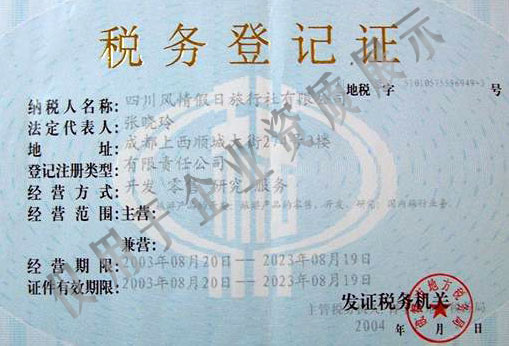 税务登记证
地税 字 号
纳税人名称: 四川风情假日旅行社有限公司
法定代表人: 张晓玲
地 址: 成都上西顺城大街2 号3楼
登记注册类型: 有限责任公司
经营方式: 开发 零 研究 服务
经营范围: 主营:
兼营:
经营期限: 2003年08月20日——2023年08月19日
证件有效期限: 2003年08月20日——2023年08月19日
发证税务机关
2004 年 月 日
仅用于企业资质展示